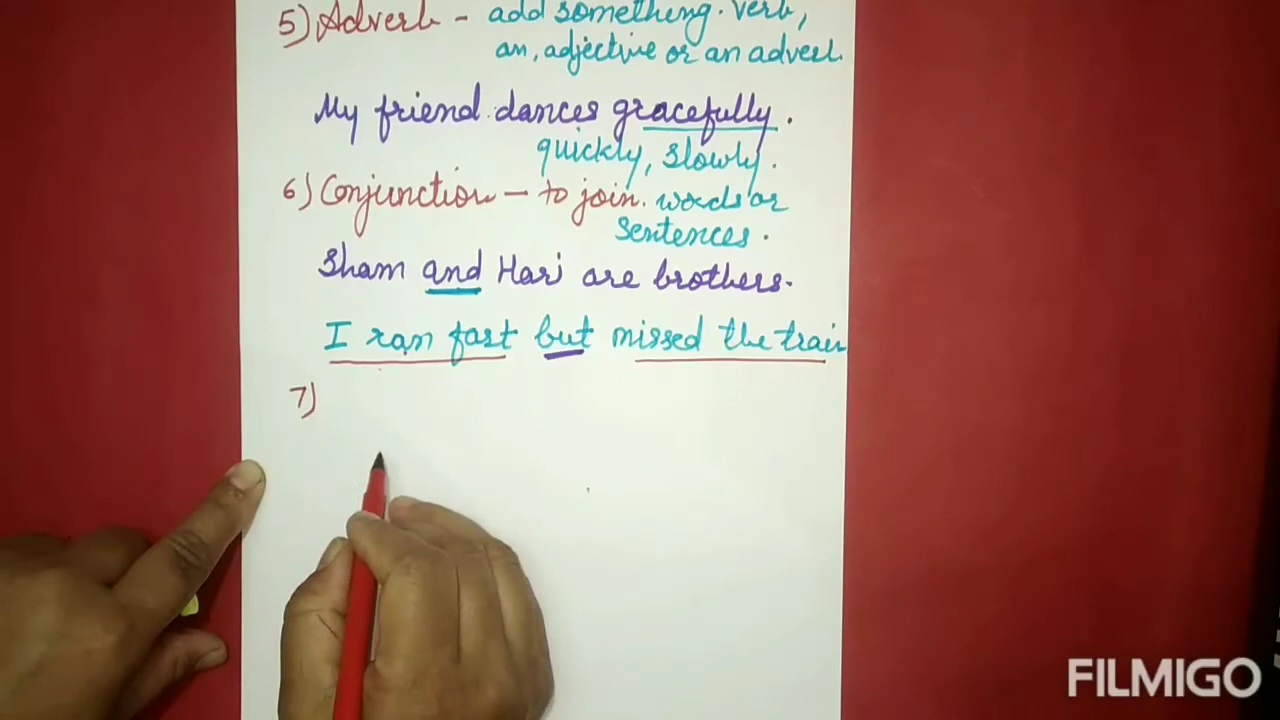 5) Adverb - add something. verb,
an, adjective or an adverb.
My friend dances gracefully.
quickly, slowly.
6) Conjunction - to join. words or
Sentences.
Sham and Hari are brothers.
I ran fast but missed the train
7)
FILMIGO